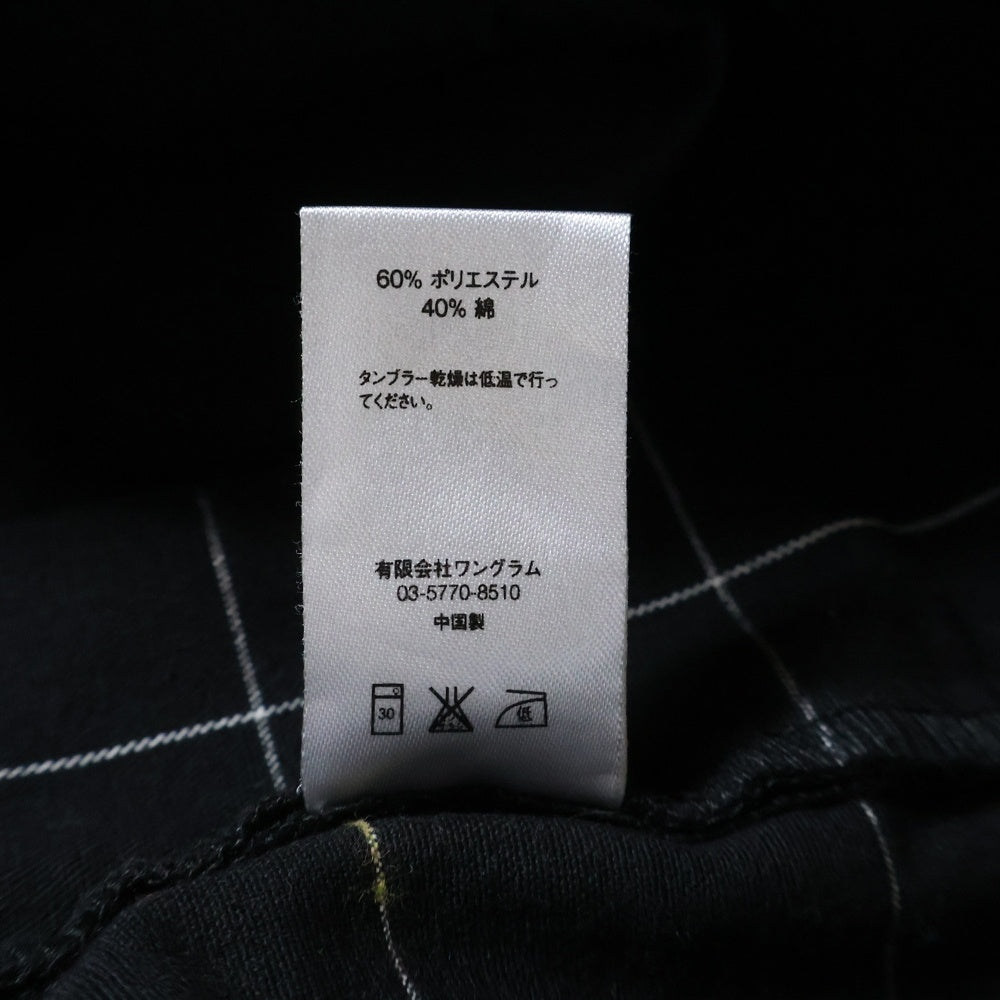 60% ポリエステル
40% 綿
タンブラー乾燥は低温で行っ
てください。
有限会社ワングラム
03-5770-8510
中国製
30
低